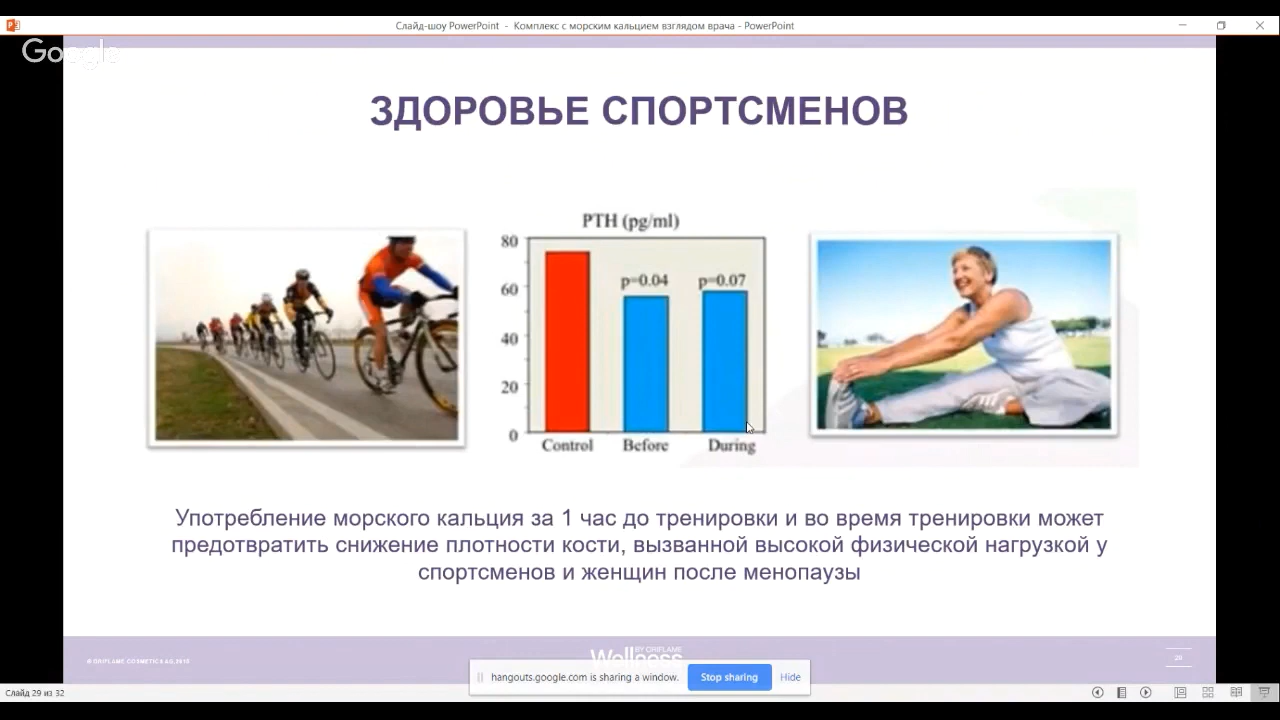 Слайд-шоу PowerPoint - Комплекс с морским кальцием взглядом врача - PowerPoint
Google
ЗДОРОВЬЕ СПОРТСМЕНОВ
PTH (pg/ml)
80
60
40
20
0
p=0.04
p=0.07
Control
Before
During
Употребление морского кальция за 1 час до тренировки и во время тренировки может
предотвратить снижение плотности кости, вызванной высокой физической нагрузкой у
спортсменов и женщин после менопаузы
Wellness
BY ORIFLAME
hangouts.google.com is sharing a window.
Stop sharing
Hide
Слайд 29 из 32